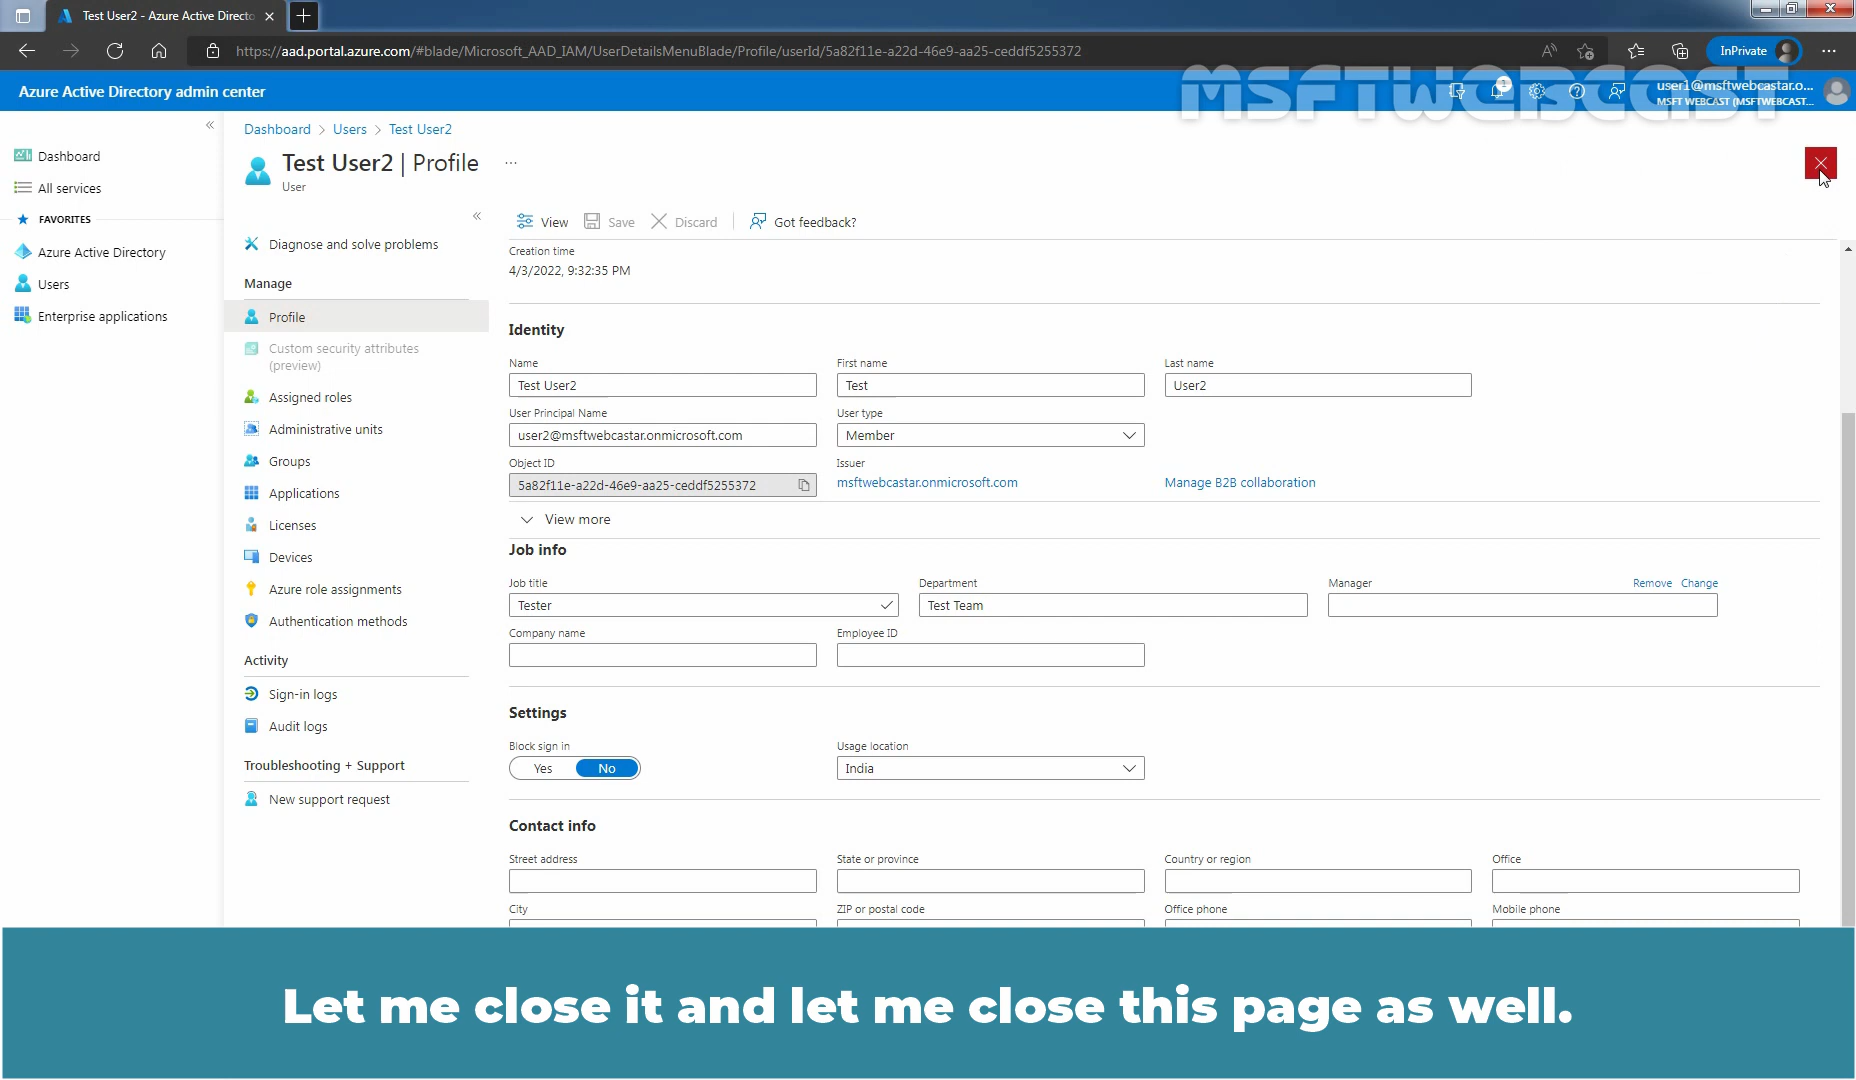 Test User2 - Azure Active Directo
https://aad.portal.azure.com/#blade/Microsoft_AAD_IAM/UserDetailsMenuBlade/Profile/userId/5a82f11e-a22d-46e9-aa25-ceddf5255372
InPrivate
MSFTWEBCAST
Azure Active Directory admin center
1
user1@msftwebcastar.o...
MSFT WEBCAST (MSFTWEBCAST...
Dashboard
All services
FAVORITES
Azure Active Directory
Users
Enterprise applications
Dashboard > Users > Test User2
Test User2 | Profile
...
User
Diagnose and solve problems
Manage
Profile
Custom security attributes
(preview)
Assigned roles
Administrative units
Groups
Applications
Licenses
Devices
Azure role assignments
Authentication methods
Activity
Sign-in logs
Audit logs
Troubleshooting + Support
New support request
View Save Discard Got feedback?
Creation time
4/3/2022, 9:32:35 PM
Identity
Name First name Last name
Test User2 Test User2
User Principal Name User type
user2@msftwebcastar.onmicrosoft.com Member
Object ID Issuer
5a82f11e-a22d-46e9-aa25-ceddf5255372 msftwebcastar.onmicrosoft.com Manage B2B collaboration
View more
Job info
Job title Department Manager Remove Change
Tester Test Team
Company name Employee ID
Settings
Block sign in Usage location
Yes No India
Contact info
Street address State or province Country or region Office
City ZIP or postal code Office phone Mobile phone
Let me close it and let me close this page as well.